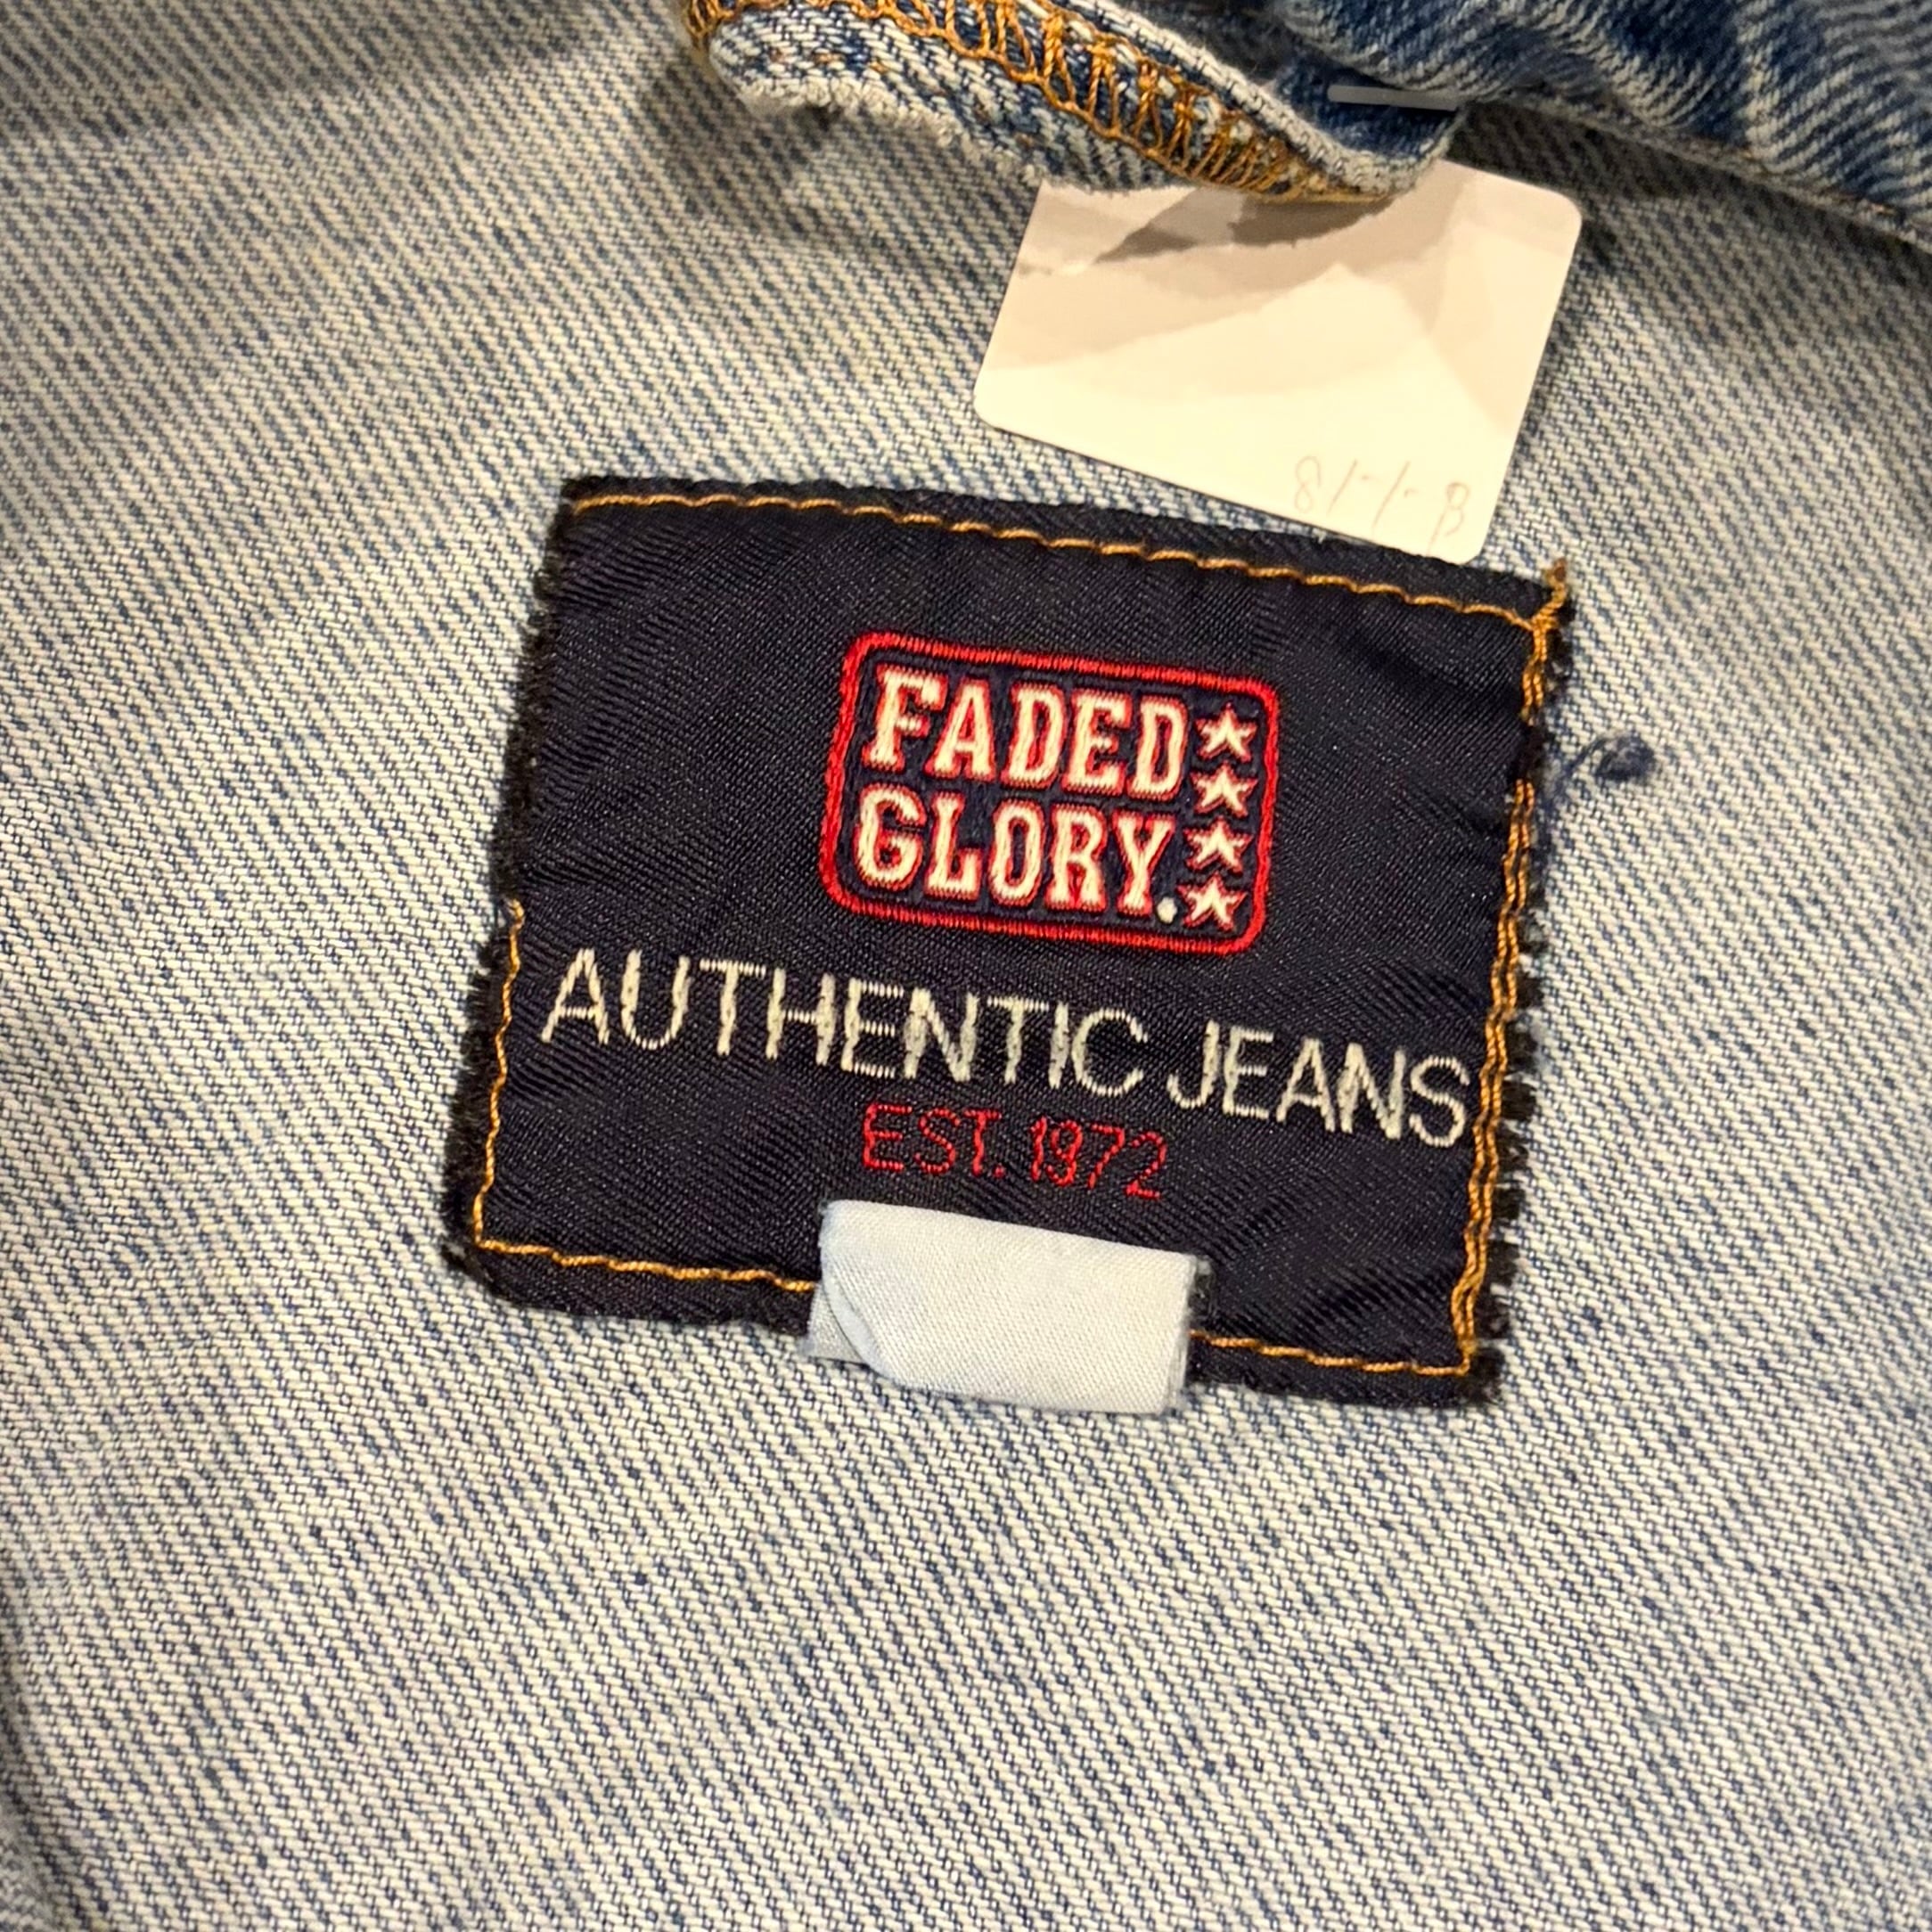 FADED
GLORY.
AUTHENTIC JEANS
EST. 1972